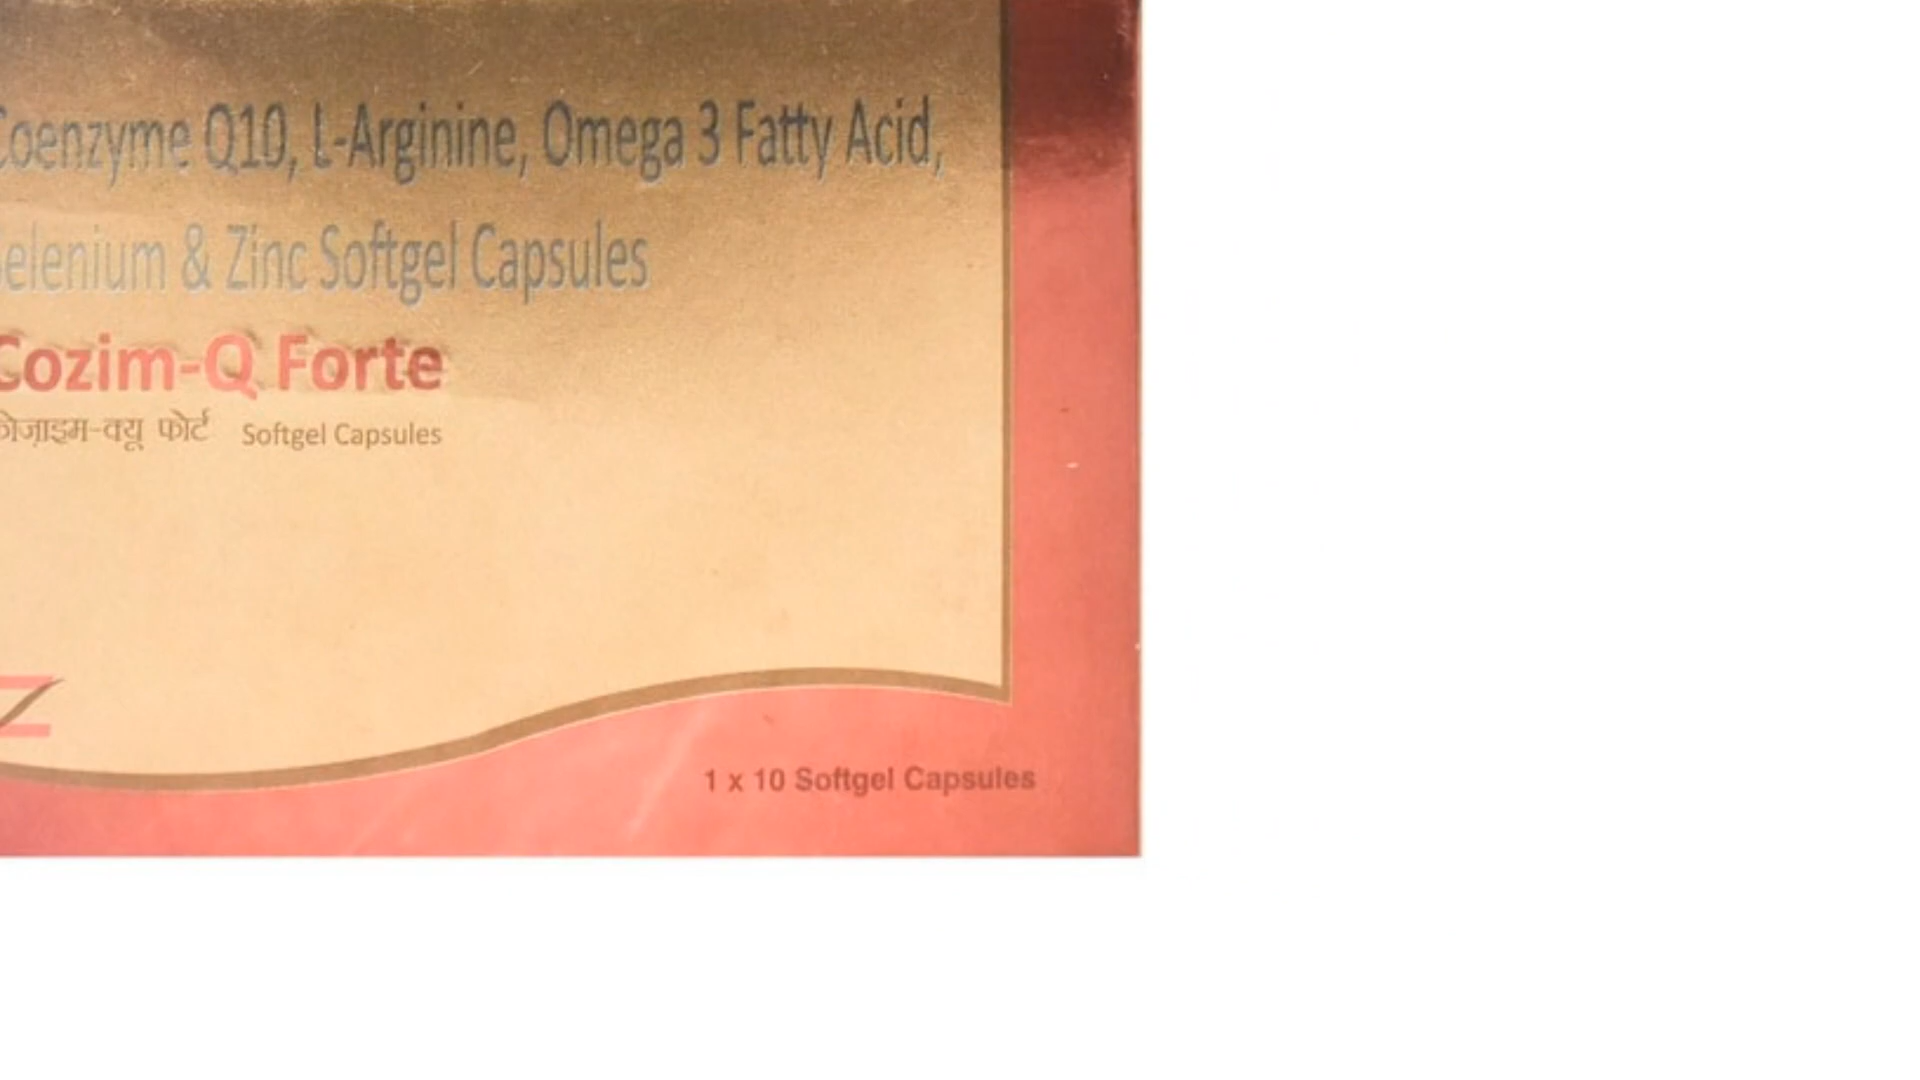 Coenzyme Q10, L-Arginine, Omega 3 Fatty Acid,
Selenium & Zinc Softgel Capsules
Cozim-Q Forte
कोज़ाइम-क्यू फोर्ट Softgel Capsules
Z
1 x 10 Softgel Capsules